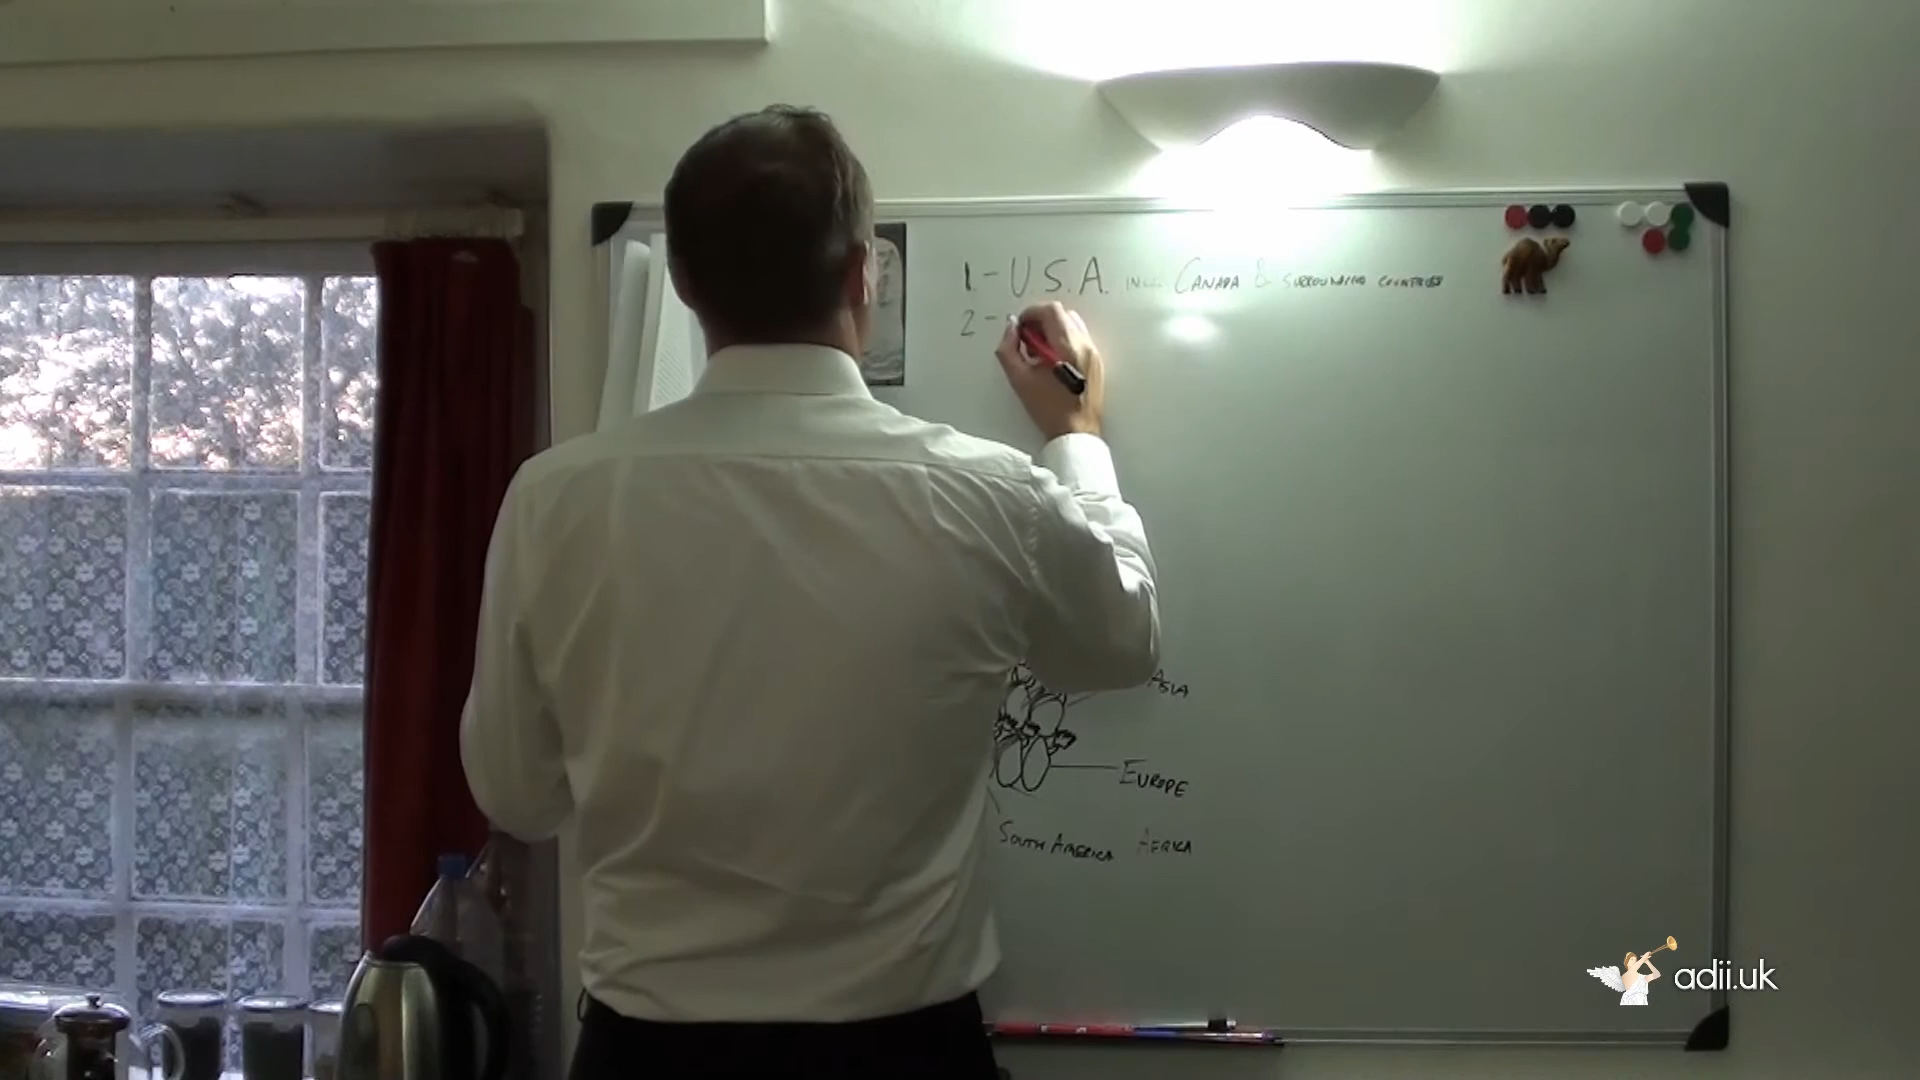 1. - U.S.A. INCL. CANADA & SURROUNDING COUNTRIES
2 -
ASIA
EUROPE
SOUTH AMERICA AFRICA
adii.uk